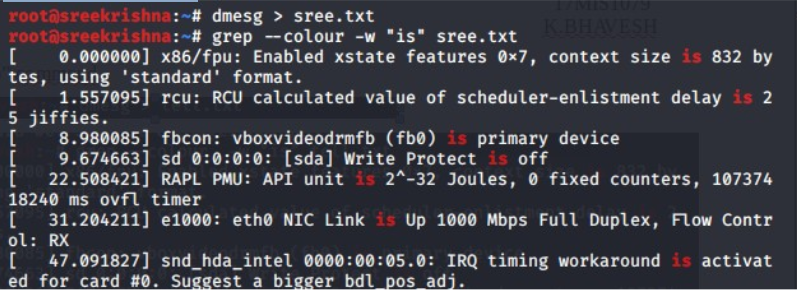 17MIS1079
root@sreekrishna:~# dmesg > sree.txt
K.BHAVESH
root@sreekrishna:~# grep --colour -w "is" sree.txt
[    0.000000] x86/fpu: Enabled xstate features 0×7, context size is 832 by
tes, using 'standard' format.
[    1.557095] rcu: RCU calculated value of scheduler-enlistment delay is 2
5 jiffies.
[    8.980085] fbcon: vboxvideodrmfb (fb0) is primary device
[    9.674663] sd 0:0:0:0: [sda] Write Protect is off
[   22.508421] RAPL PMU: API unit is 2^-32 Joules, 0 fixed counters, 107374
18240 ms ovfl timer
[   31.204211] e1000: eth0 NIC Link is Up 1000 Mbps Full Duplex, Flow Contr
ol: RX
[   47.091827] snd_hda_intel 0000:00:05.0: IRQ timing workaround is activat
ed for card #0. Suggest a bigger bdl_pos_adj.